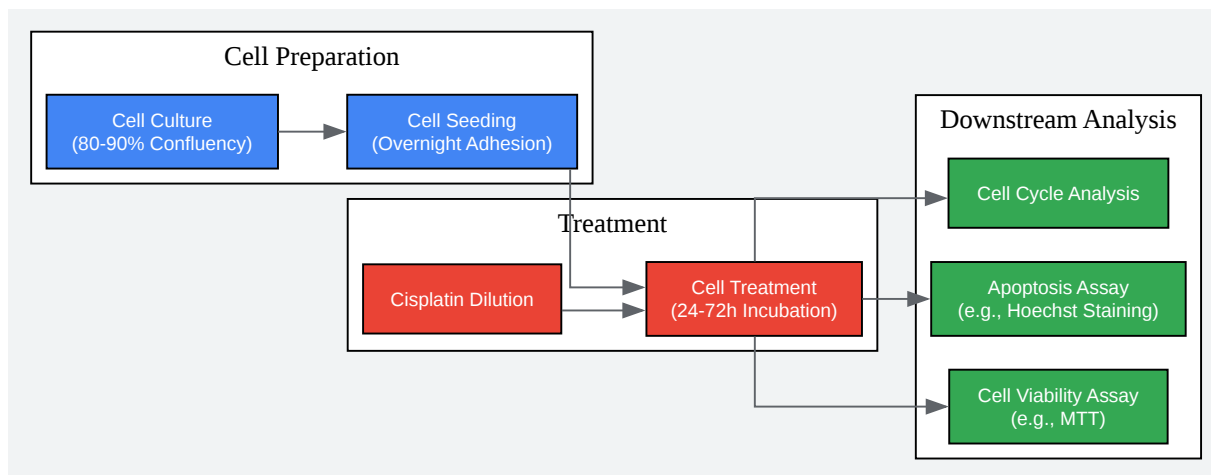 Cell Preparation
Cell Culture
(80-90% Confluency)
Cell Seeding
(Overnight Adhesion)
Treatment
Cisplatin Dilution
Cell Treatment
(24-72h Incubation)
Downstream Analysis
Cell Cycle Analysis
Apoptosis Assay
(e.g., Hoechst Staining)
Cell Viability Assay
(e.g., MTT)